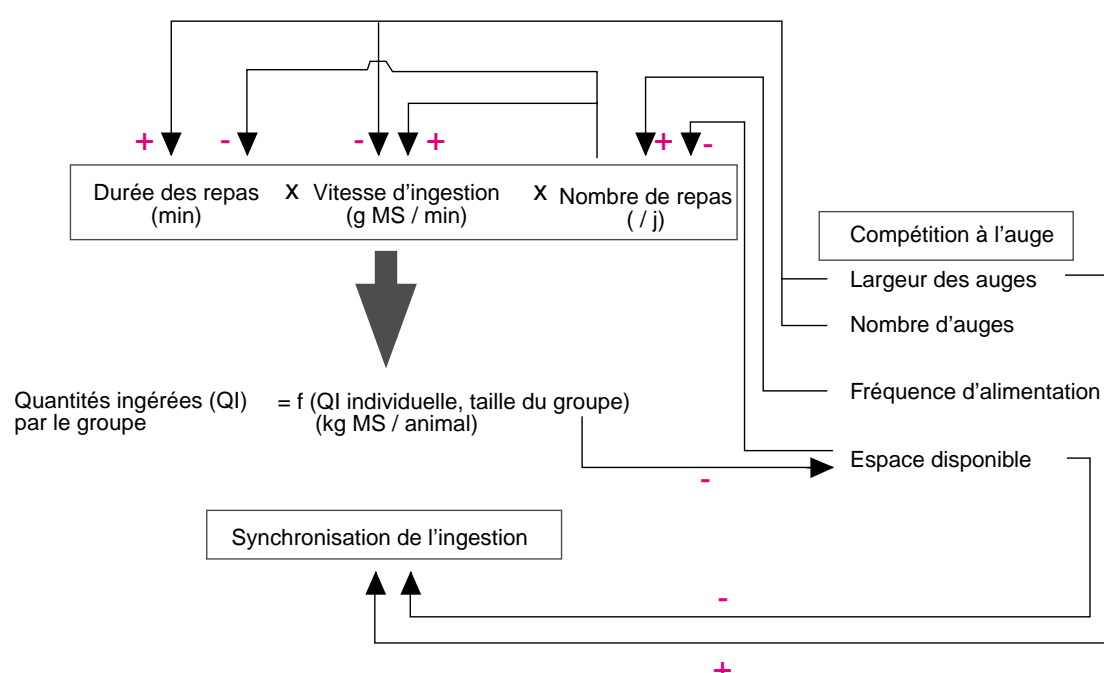 + - - + + -
Durée des repas x Vitesse d'ingestion x Nombre de repas
(min) (g MS / min) ( / j)
Compétition à l'auge
Largeur des auges
Nombre d'auges
Fréquence d'alimentation
Quantités ingérées (QI) = f (QI individuelle, taille du groupe)
par le groupe (kg MS / animal)
Espace disponible
-
Synchronisation de l'ingestion
-
+